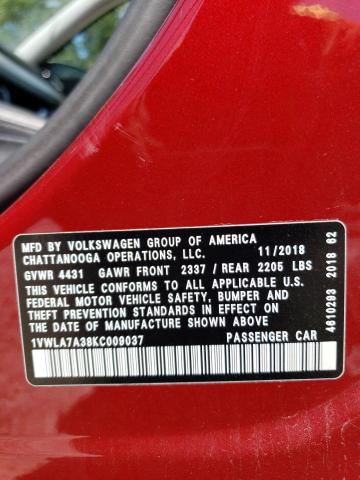 MFD BY VOLKSWAGEN GROUP OF AMERICA
CHATTANOOGA OPERATIONS, LLC. 11/2018
GVWR 4431 GAWR FRONT 2337 / REAR 2205 LBS
THIS VEHICLE CONFORMS TO ALL APPLICABLE U.S.
FEDERAL MOTOR VEHICLE SAFETY, BUMPER AND
THEFT PREVENTION STANDARDS IN EFFECT ON THE
DATE OF MANUFACTURE SHOWN ABOVE.
1VWLA7A38KC009037 PASSENGER CAR
4610293 2018 62